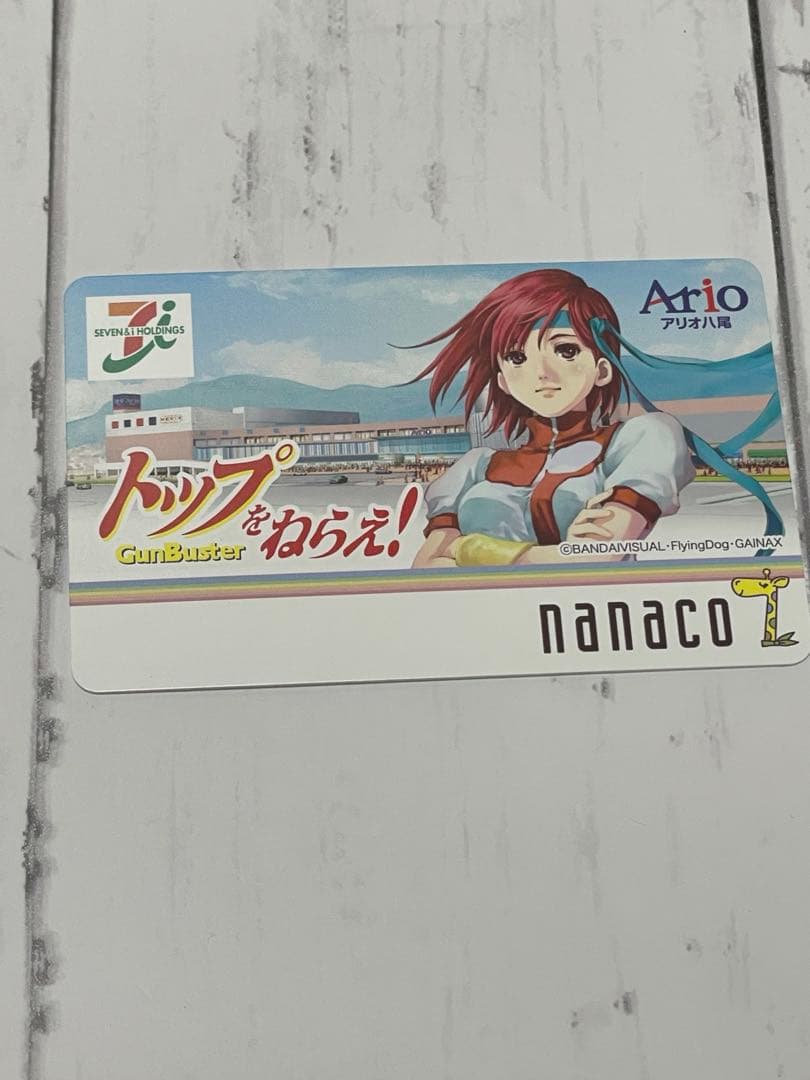 SEVEN&i HOLDINGS
Ario
アリオ八尾
トップをねらえ!
GunBuster
©BANDAIVISUAL・FlyingDog・GAINAX
nanaco